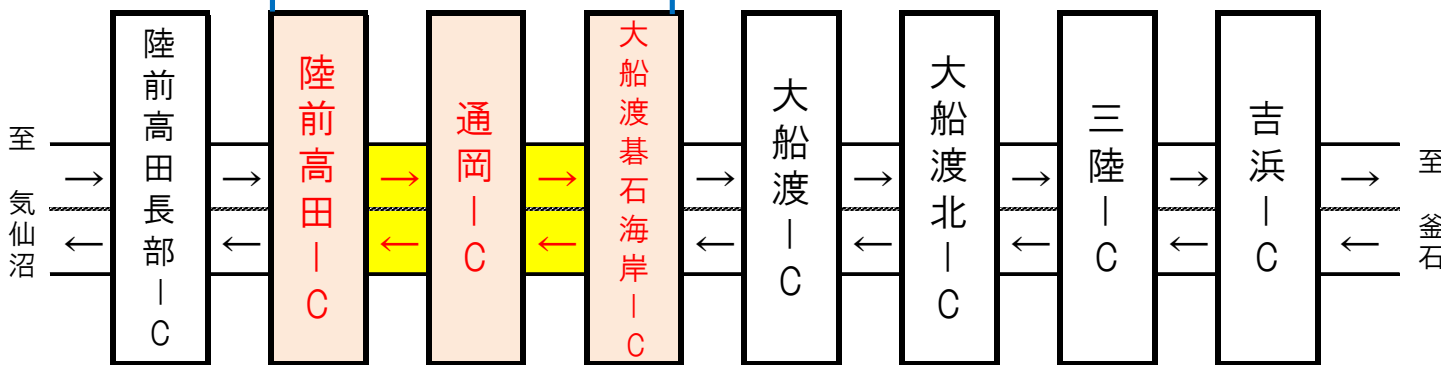 至 気仙沼
陸前高田長部IC
陸前高田IC
通岡IC
大船渡碁石海岸IC
大船渡IC
大船渡北IC
三陸IC
吉浜IC
至 釜石
→ → → → → → → → →
← ← ← ← ← ← ← ← ←